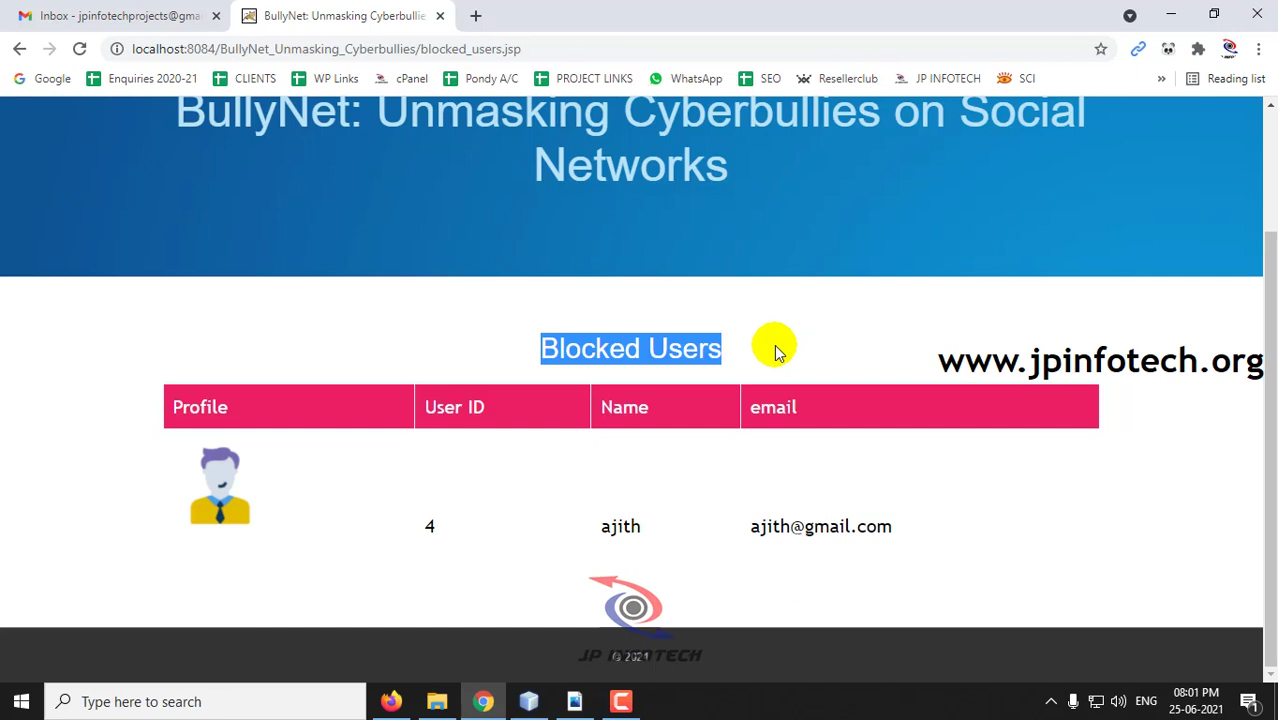 Inbox - jpinfotechprojects@gma
BullyNet: Unmasking Cyberbullie
localhost:8084/BullyNet_Unmasking_Cyberbullies/blocked_users.jsp
Google Enquiries 2020-21 CLIENTS WP Links cPanel Pondy A/C PROJECT LINKS WhatsApp SEO Resellerclub JP INFOTECH SCI » Reading list
BullyNet: Unmasking Cyberbullies on Social
Networks
Blocked Users
www.jpinfotech.org
Profile User ID Name email
4 ajith ajith@gmail.com
JP INFOTECH
© 2021
Type here to search
ENG
08:01 PM
25-06-2021
1